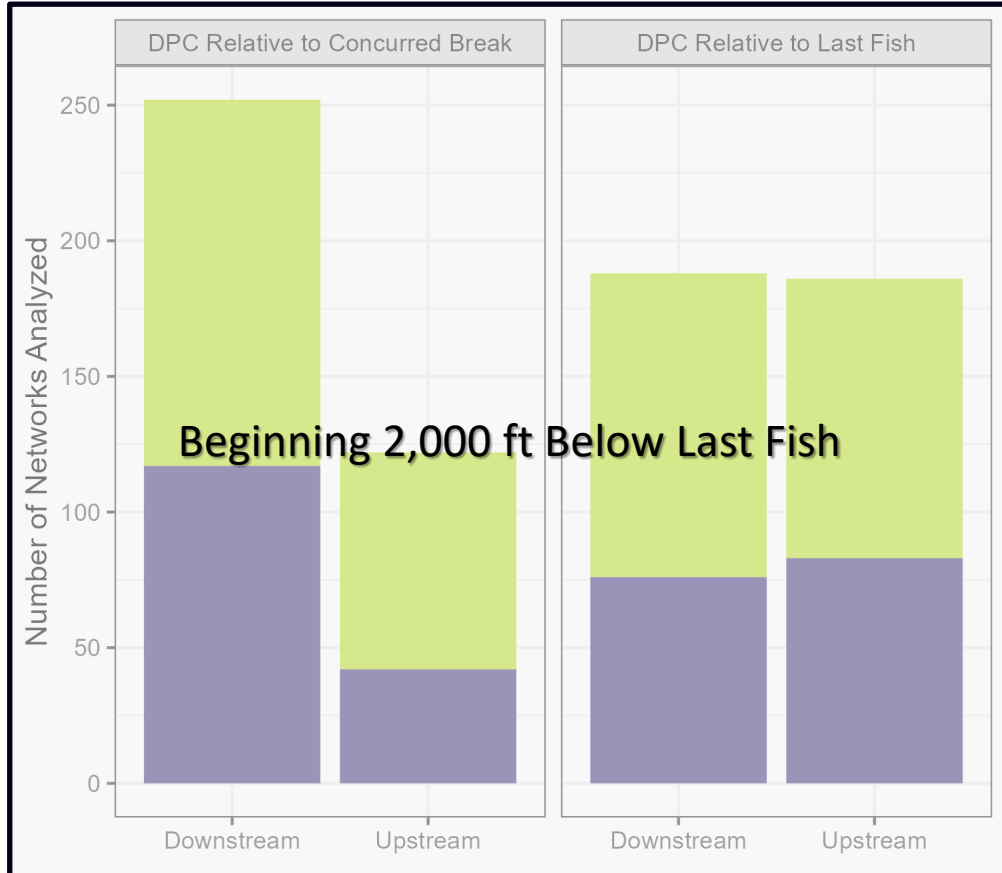 DPC Relative to Concurred Break
DPC Relative to Last Fish
Number of Networks Analyzed
250
200
150
100
50
0
Beginning 2,000 ft Below Last Fish
Downstream
Upstream
Downstream
Upstream